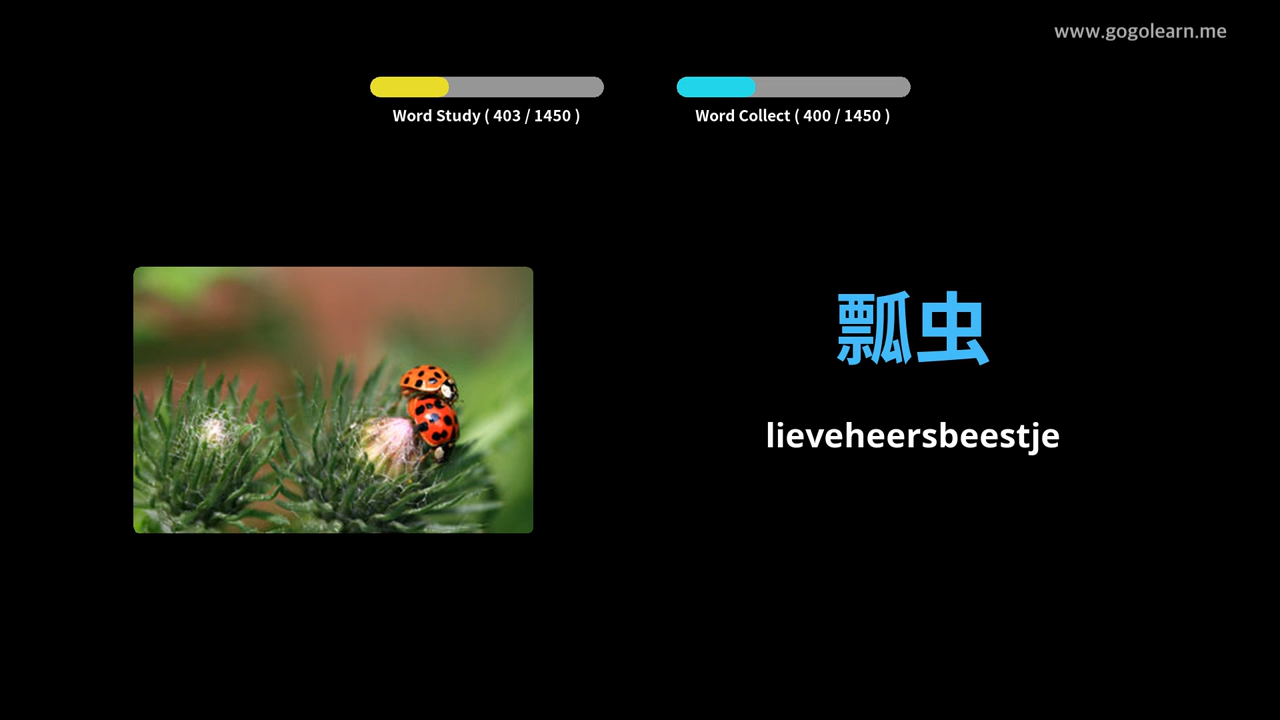 www.gogolearn.me
Word Study ( 403 / 1450 )
Word Collect ( 400 / 1450 )
瓢虫
lieveheersbeestje